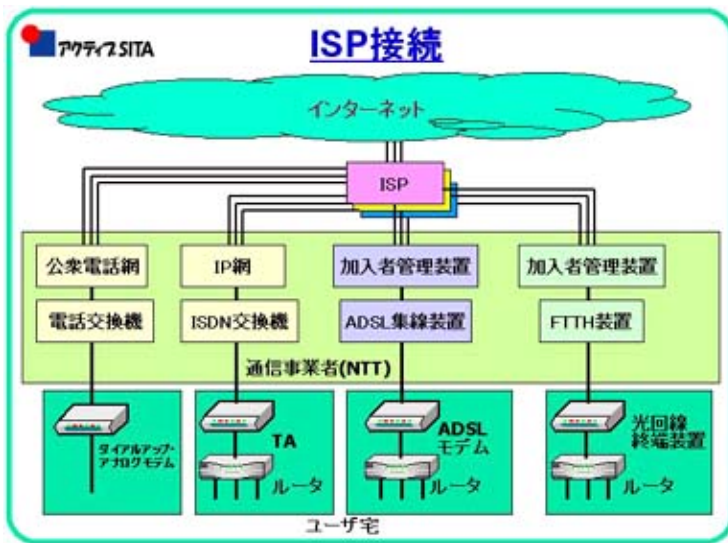 アクティブSITA
ISP接続
インターネット
ISP
公衆電話網
IP網
加入者管理装置
加入者管理装置
電話交換機
ISDN交換機
ADSL集線装置
FTTH装置
通信事業者(NTT)
ダイアルアップ・
アナログモデム
TA
ルータ
ADSL
モデム
ルータ
光回線
終端装置
ルータ
ユーザ宅